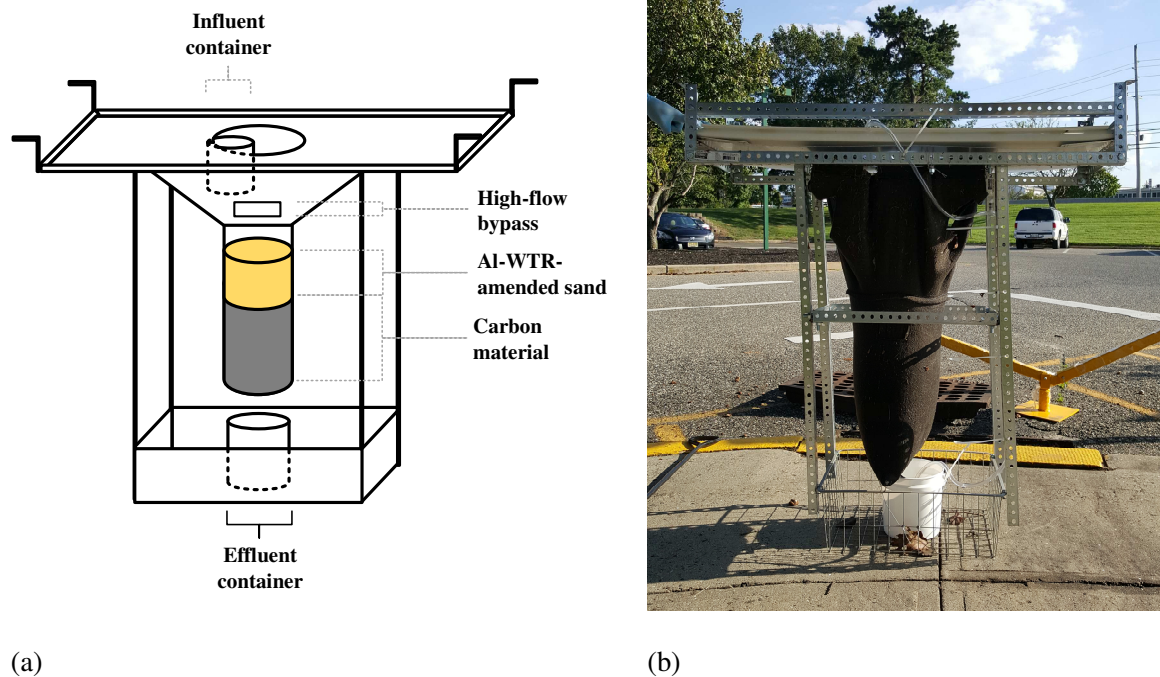 Influent
container
High-flow
bypass
Al-WTR-
amended sand
Carbon
material
Effluent
container
(a)
(b)